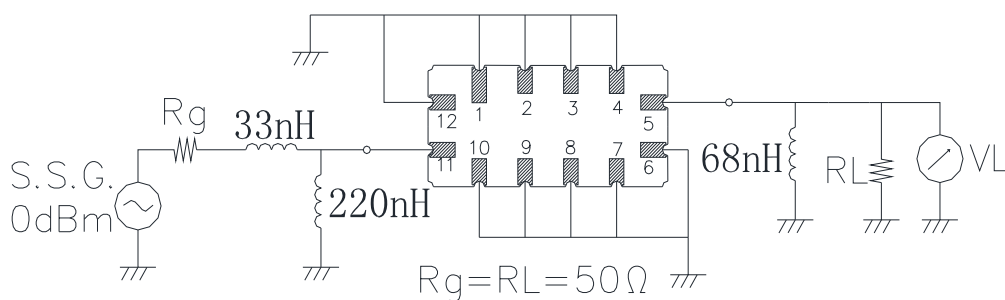 1 2 3 4
12 5
Rg 33nH
10 9 8 7
11 6
68nH RL VL
S.S.G.
0dBm
220nH
Rg=RL=50Ω